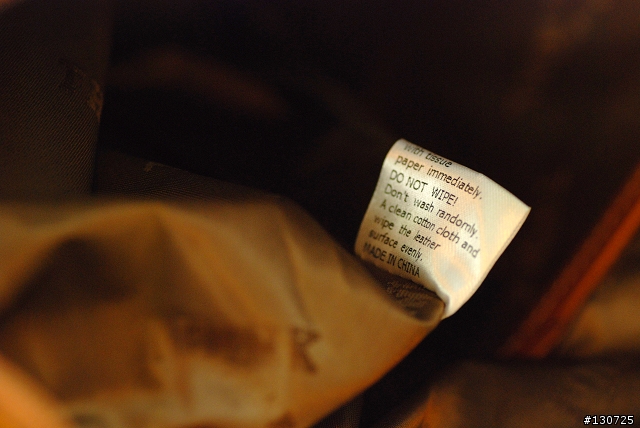 with tissue
paper immediately.
DO NOT WIPE!
Don't wash randomly.
A clean cotton cloth and
wipe the leather
surface evenly.
MADE IN CHINA
R
#130725